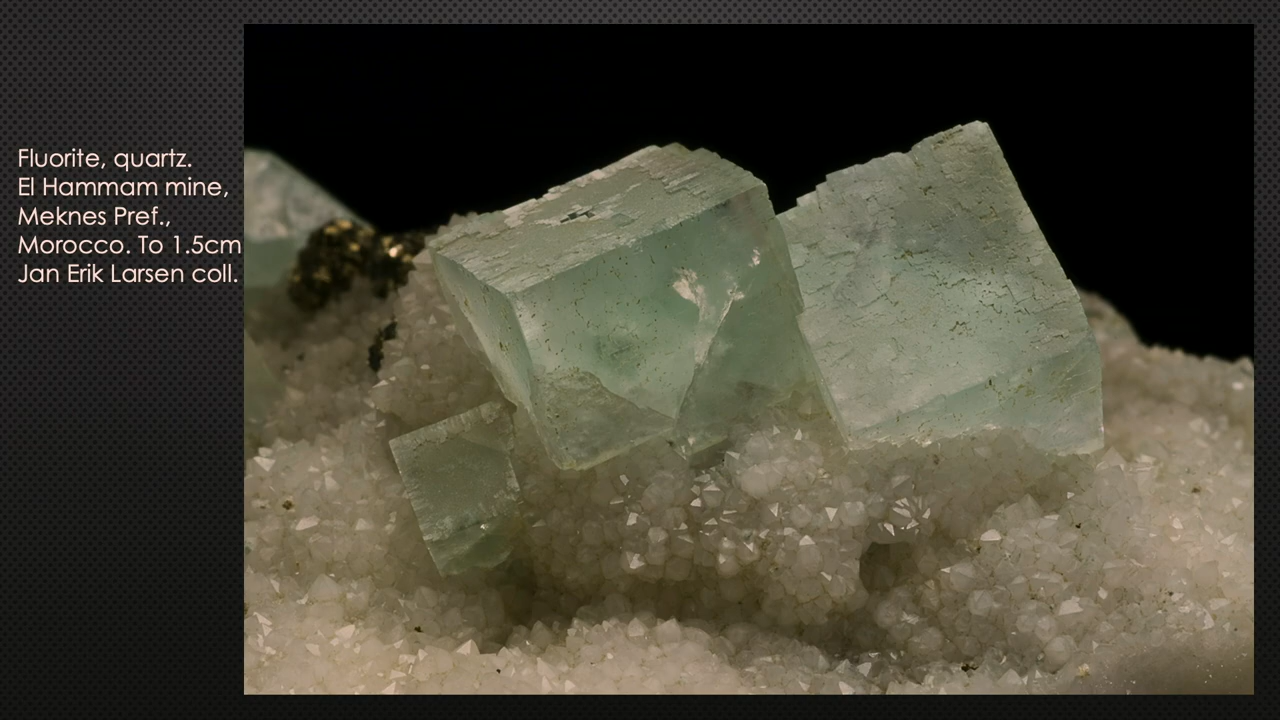 Fluorite, quartz.
El Hammam mine,
Meknes Pref.,
Morocco. To 1.5cm
Jan Erik Larsen coll.